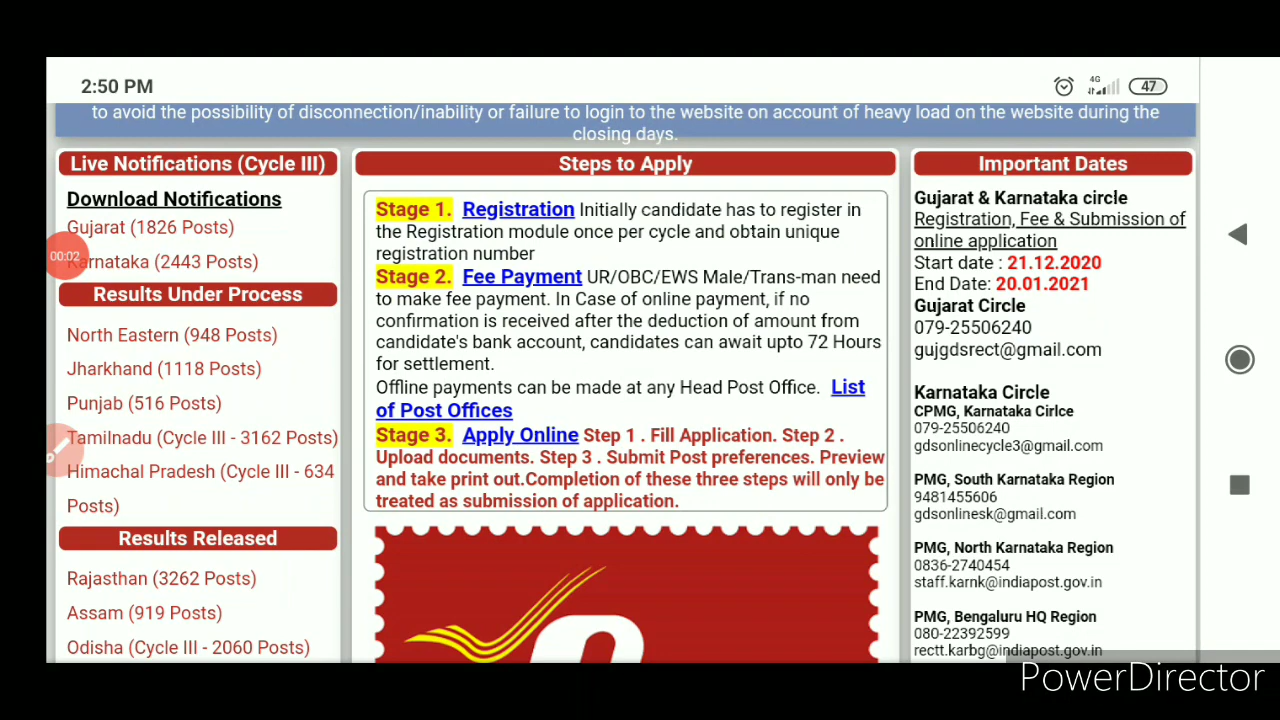 2:50 PM
4G
47
to avoid the possibility of disconnection/inability or failure to login to the website on account of heavy load on the website during the
closing days.
Live Notifications (Cycle III)
Download Notifications
Gujarat (1826 Posts)
00:02
Karnataka (2443 Posts)
Results Under Process
North Eastern (948 Posts)
Jharkhand (1118 Posts)
Punjab (516 Posts)
Tamilnadu (Cycle III - 3162 Posts)
Himachal Pradesh (Cycle III - 634
Posts)
Results Released
Rajasthan (3262 Posts)
Assam (919 Posts)
Odisha (Cycle III - 2060 Posts)
Steps to Apply
Stage 1. Registration Initially candidate has to register in
the Registration module once per cycle and obtain unique
registration number
Stage 2. Fee Payment UR/OBC/EWS Male/Trans-man need
to make fee payment. In Case of online payment, if no
confirmation is received after the deduction of amount from
candidate's bank account, candidates can await upto 72 Hours
for settlement.
Offline payments can be made at any Head Post Office. List
of Post Offices
Stage 3. Apply Online Step 1 . Fill Application. Step 2 .
Upload documents. Step 3 . Submit Post preferences. Preview
and take print out.Completion of these three steps will only be
treated as submission of application.
Important Dates
Gujarat & Karnataka circle
Registration, Fee & Submission of
online application
Start date : 21.12.2020
End Date: 20.01.2021
Gujarat Circle
079-25506240
gujgdsrect@gmail.com
Karnataka Circle
CPMG, Karnataka Cirlce
079-25506240
gdsonlinecycle3@gmail.com
PMG, South Karnataka Region
9481455606
gdsonlinesk@gmail.com
PMG, North Karnataka Region
0836-2740454
staff.karnk@indiapost.gov.in
PMG, Bengaluru HQ Region
080-22392599
rectt.karbg@indiapost.gov.in
PowerDirector